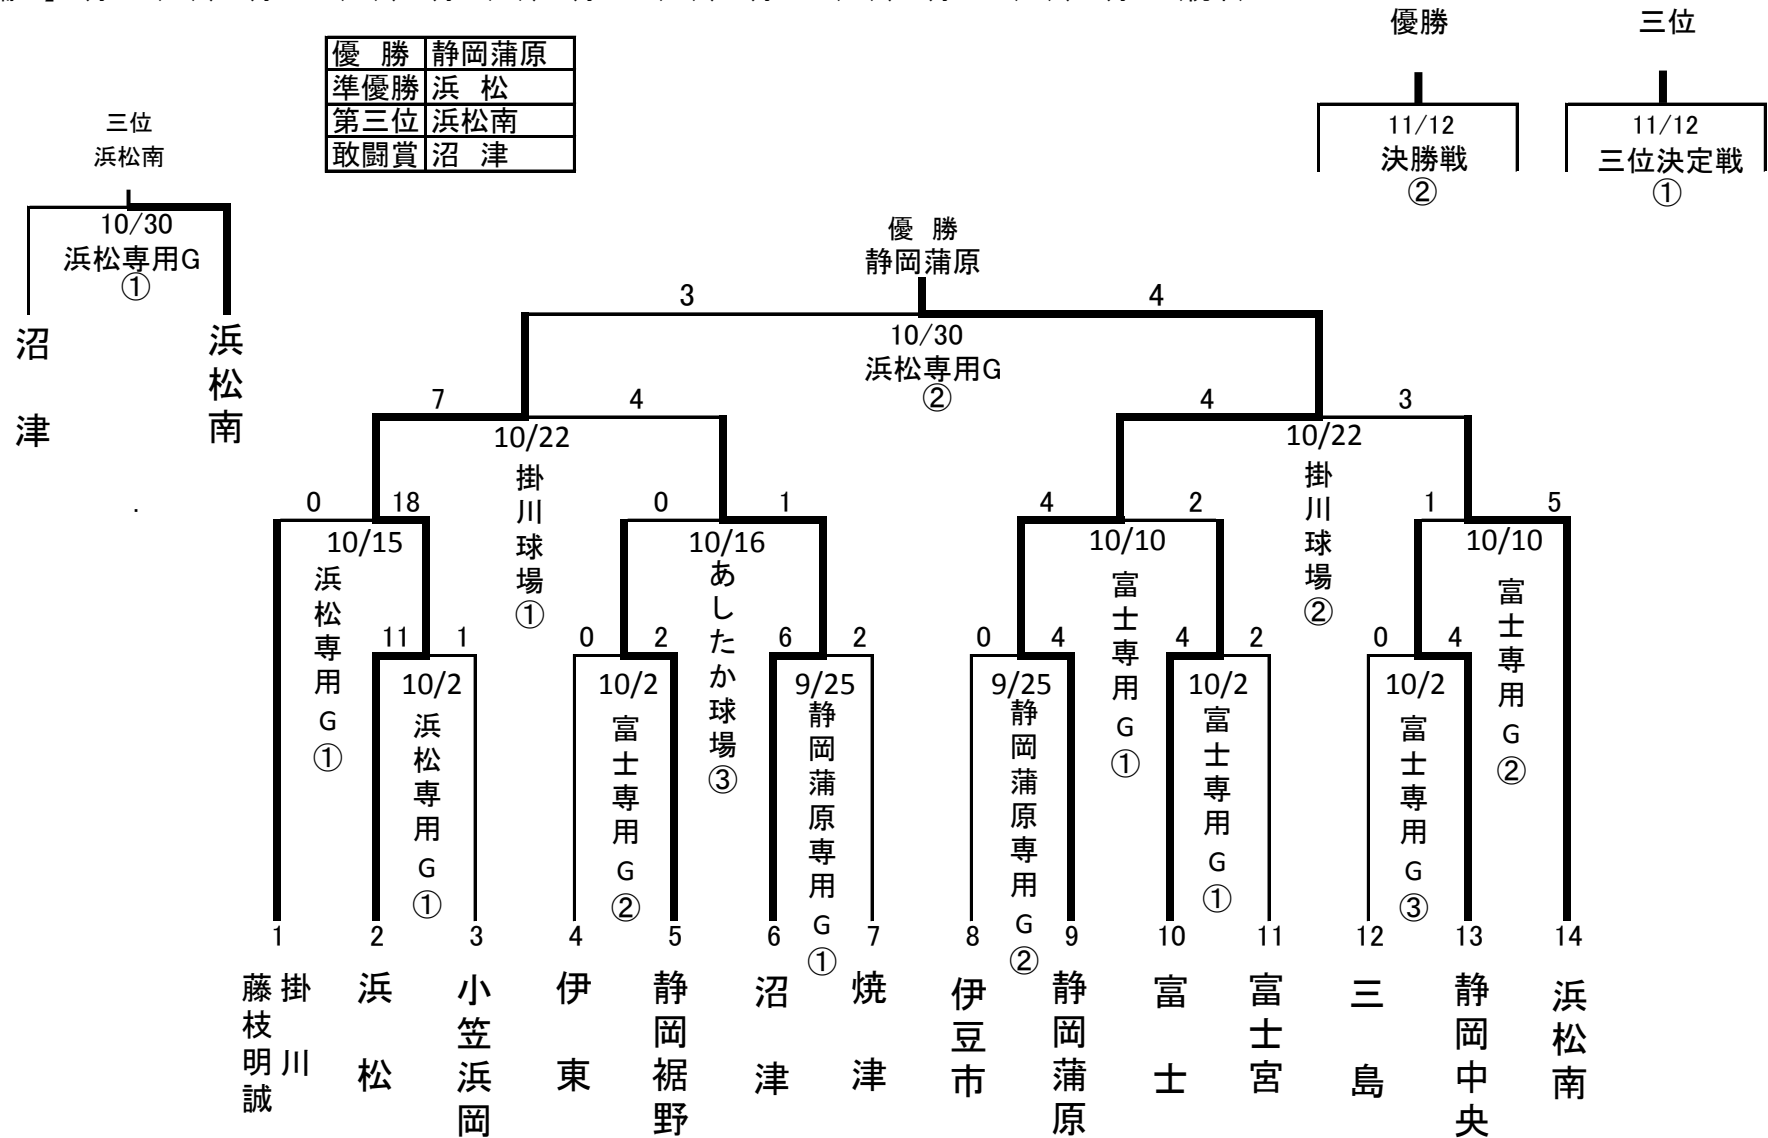 優勝
三位
優 勝 静岡蒲原
準優勝 浜 松
第三位 浜松南
敢闘賞 沼 津
11/12
決勝戦
②
11/12
三位決定戦
①
三位
浜松南
10/30
浜松専用G
①
沼 津
浜松南
優 勝
静岡蒲原
3
4
10/30
浜松専用G
②
7
4
10/22
掛川球場①
4
3
10/22
掛川球場②
0
18
10/15
浜松専用G①
0
1
10/16
あしたか球場③
4
2
10/10
富士専用G①
1
5
10/10
富士専用G②
11
1
10/2
浜松専用G①
0
2
10/2
富士専用G②
6
2
9/25
静岡蒲原専用G①
0
4
9/25
静岡蒲原専用G②
4
2
10/2
富士専用G①
0
4
10/2
富士専用G③
1
2
3
4
5
6
7
8
9
10
11
12
13
14
掛川
藤枝明誠
浜松
小笠浜岡
伊東
静岡裾野
沼津
焼津
伊豆市
静岡蒲原
富士
富士宮
三島
静岡中央
浜松南